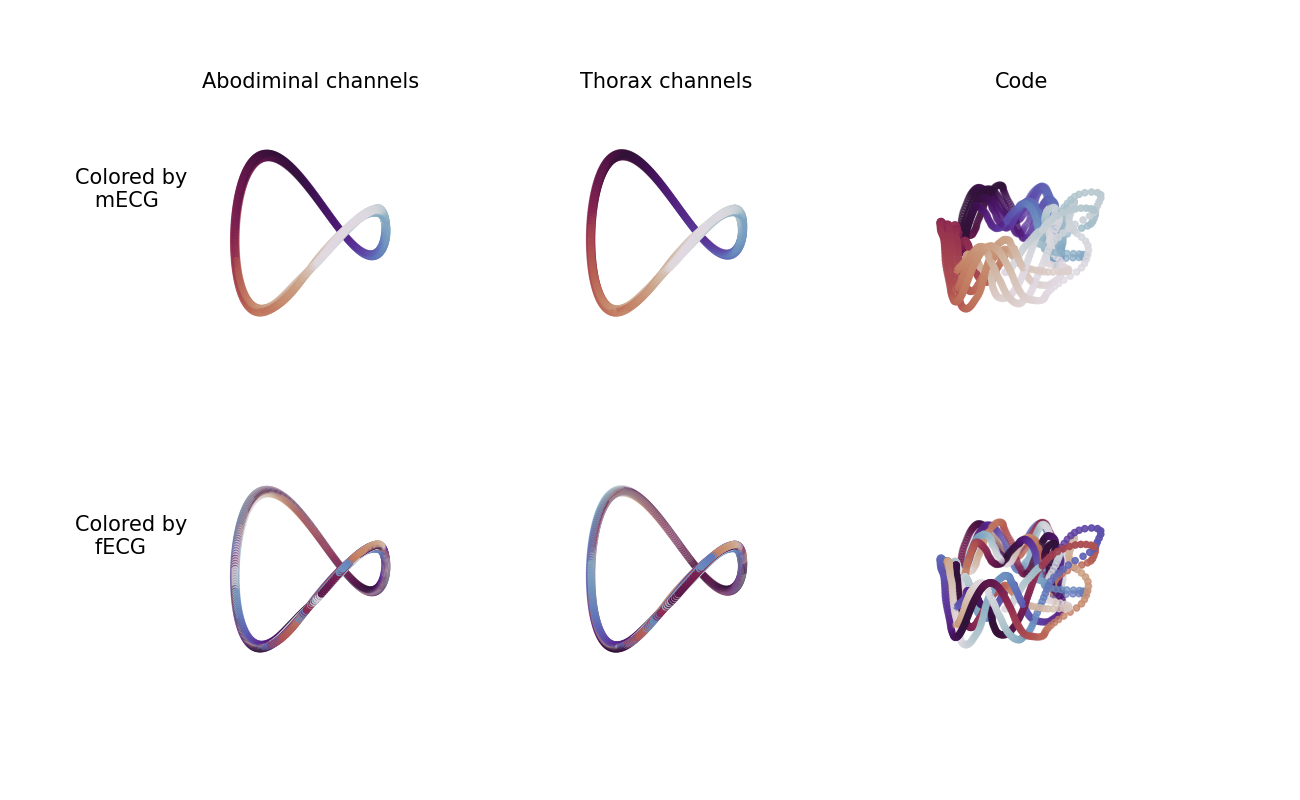 Abodiminal channels
Thorax channels
Code
Colored by
mECG
Colored by
fECG